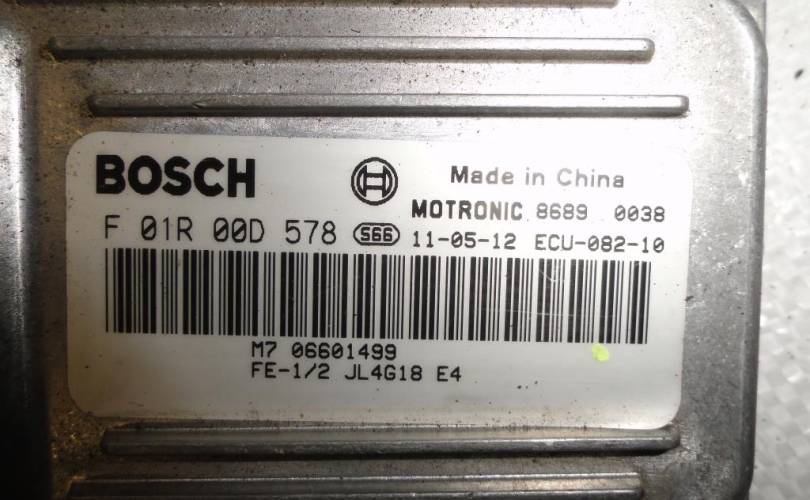 BOSCH
Made in China
MOTRONIC 8689 0038
F 01R 00D 578 S66 11-05-12 ECU-082-10
M7 06601499
FE-1/2 JL4G18 E4